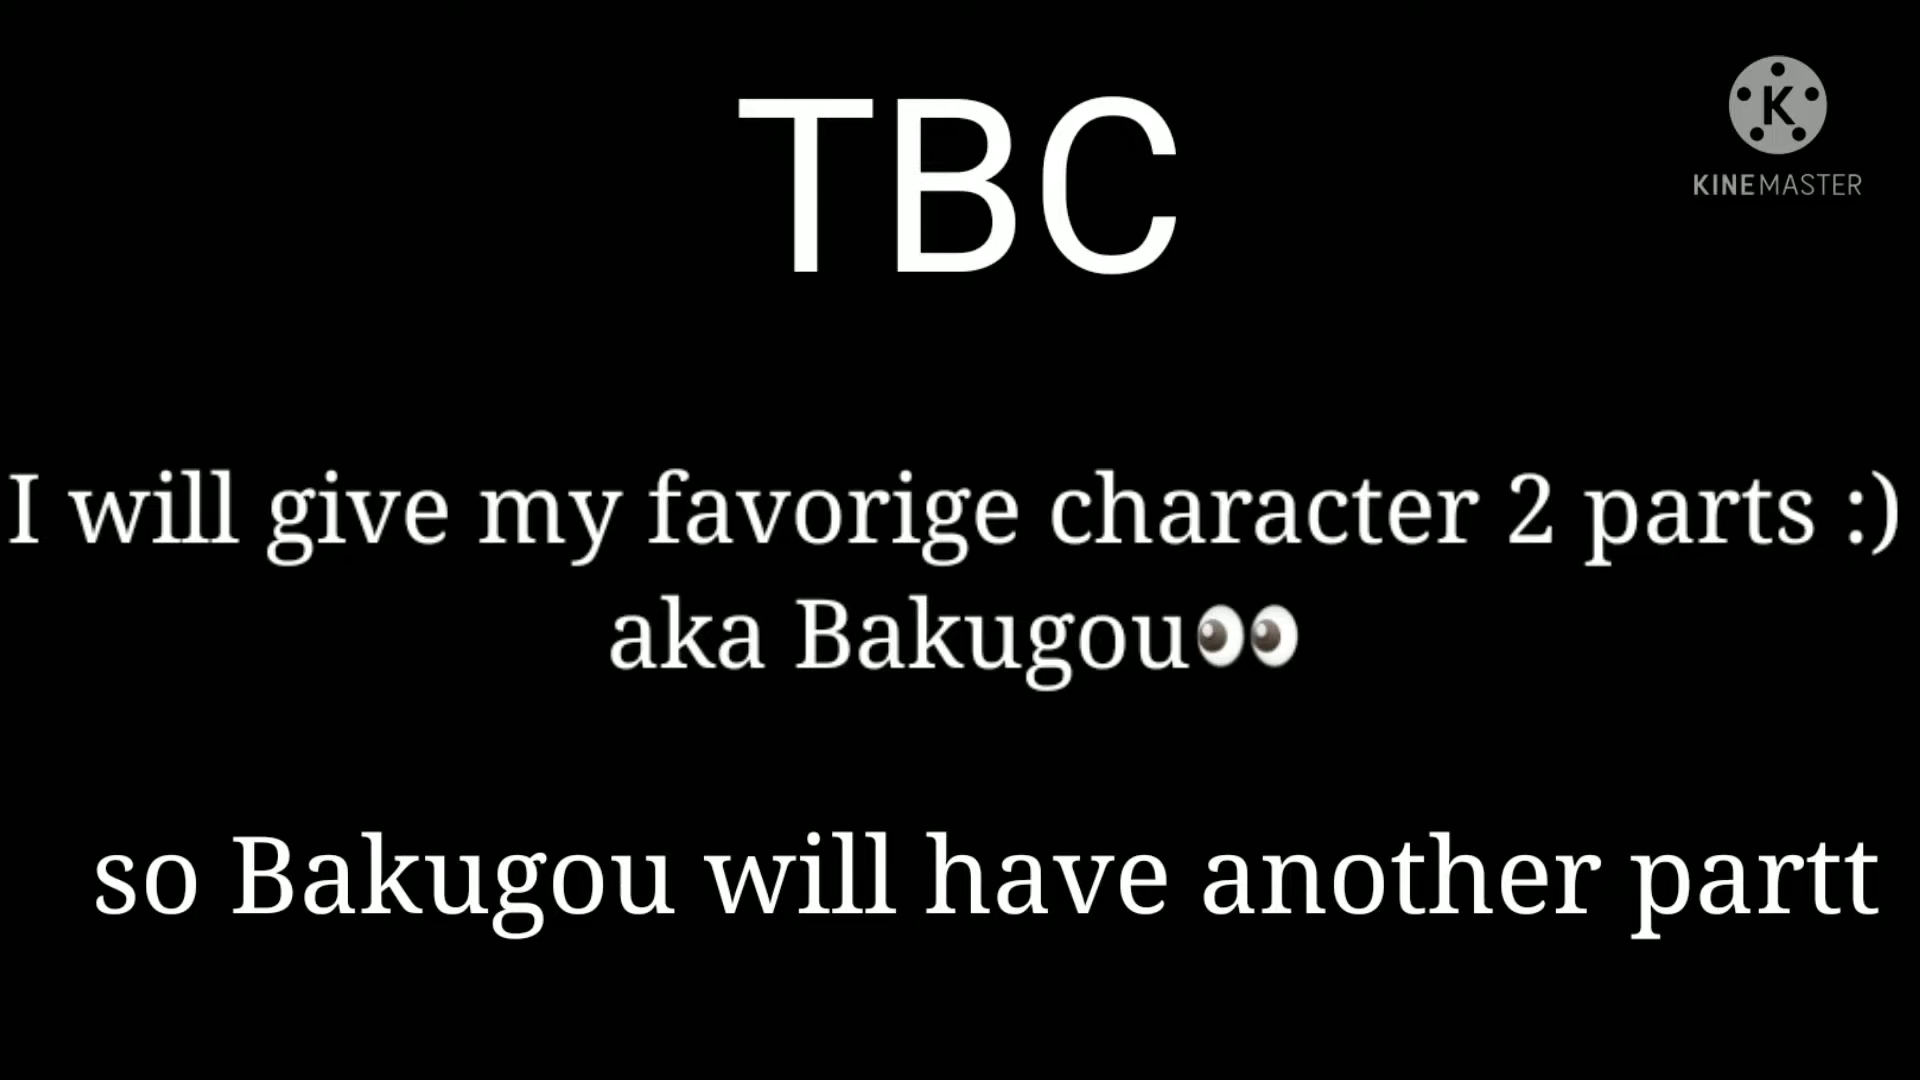 TBC
K
KINEMASTER
I will give my favorige character 2 parts :)
aka Bakugou👀
so Bakugou will have another partt